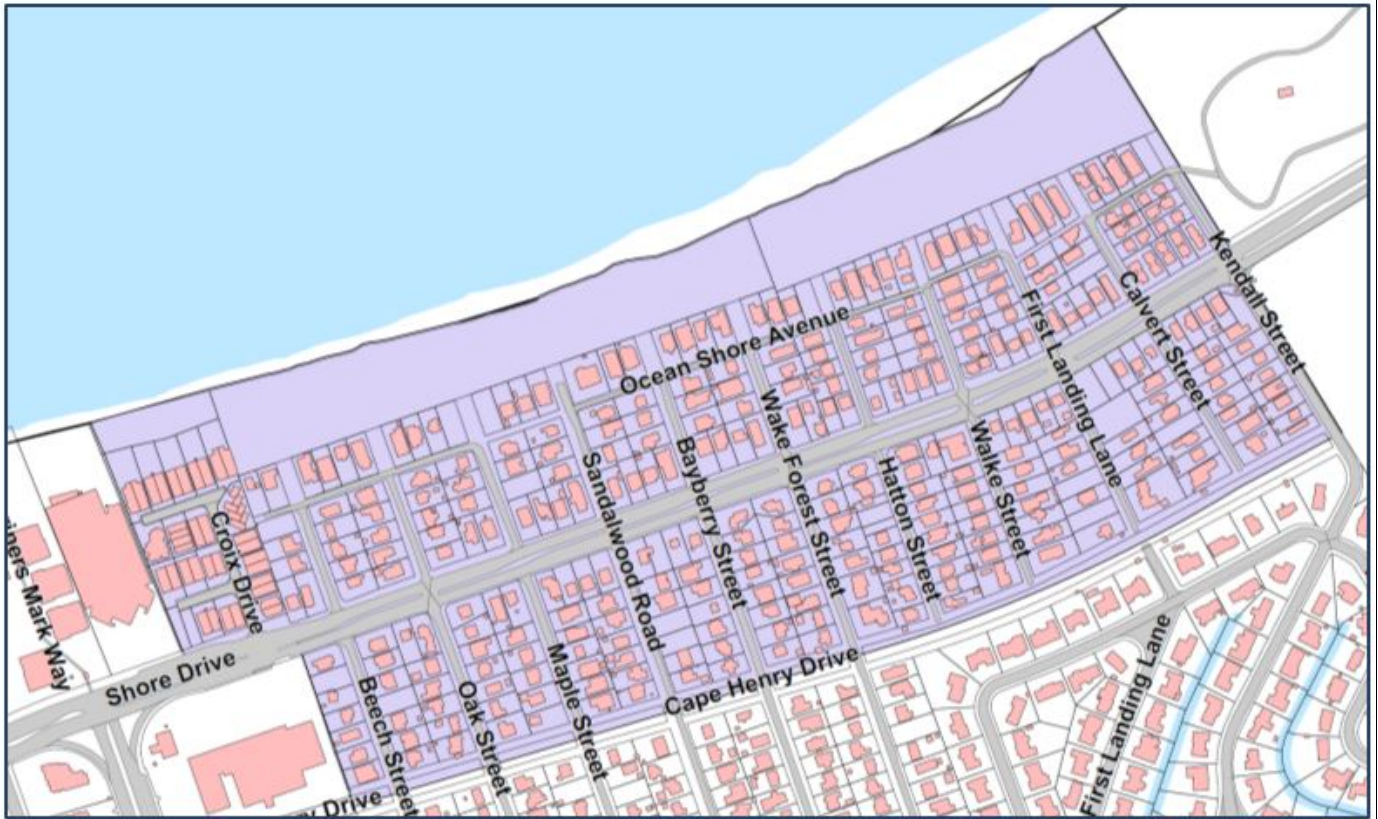 Kendall Street
Calvert Street
First Landing Lane
Ocean Shore Avenue
Wake Forest Street
Walke Street
Bayberry Street
Hatton Street
Sandalwood Road
Croix Drive
Shore Drive
Cape Henry Drive
Maple Street
Oak Street
Beech Street
Mark Way
First Landing Lane
Drive